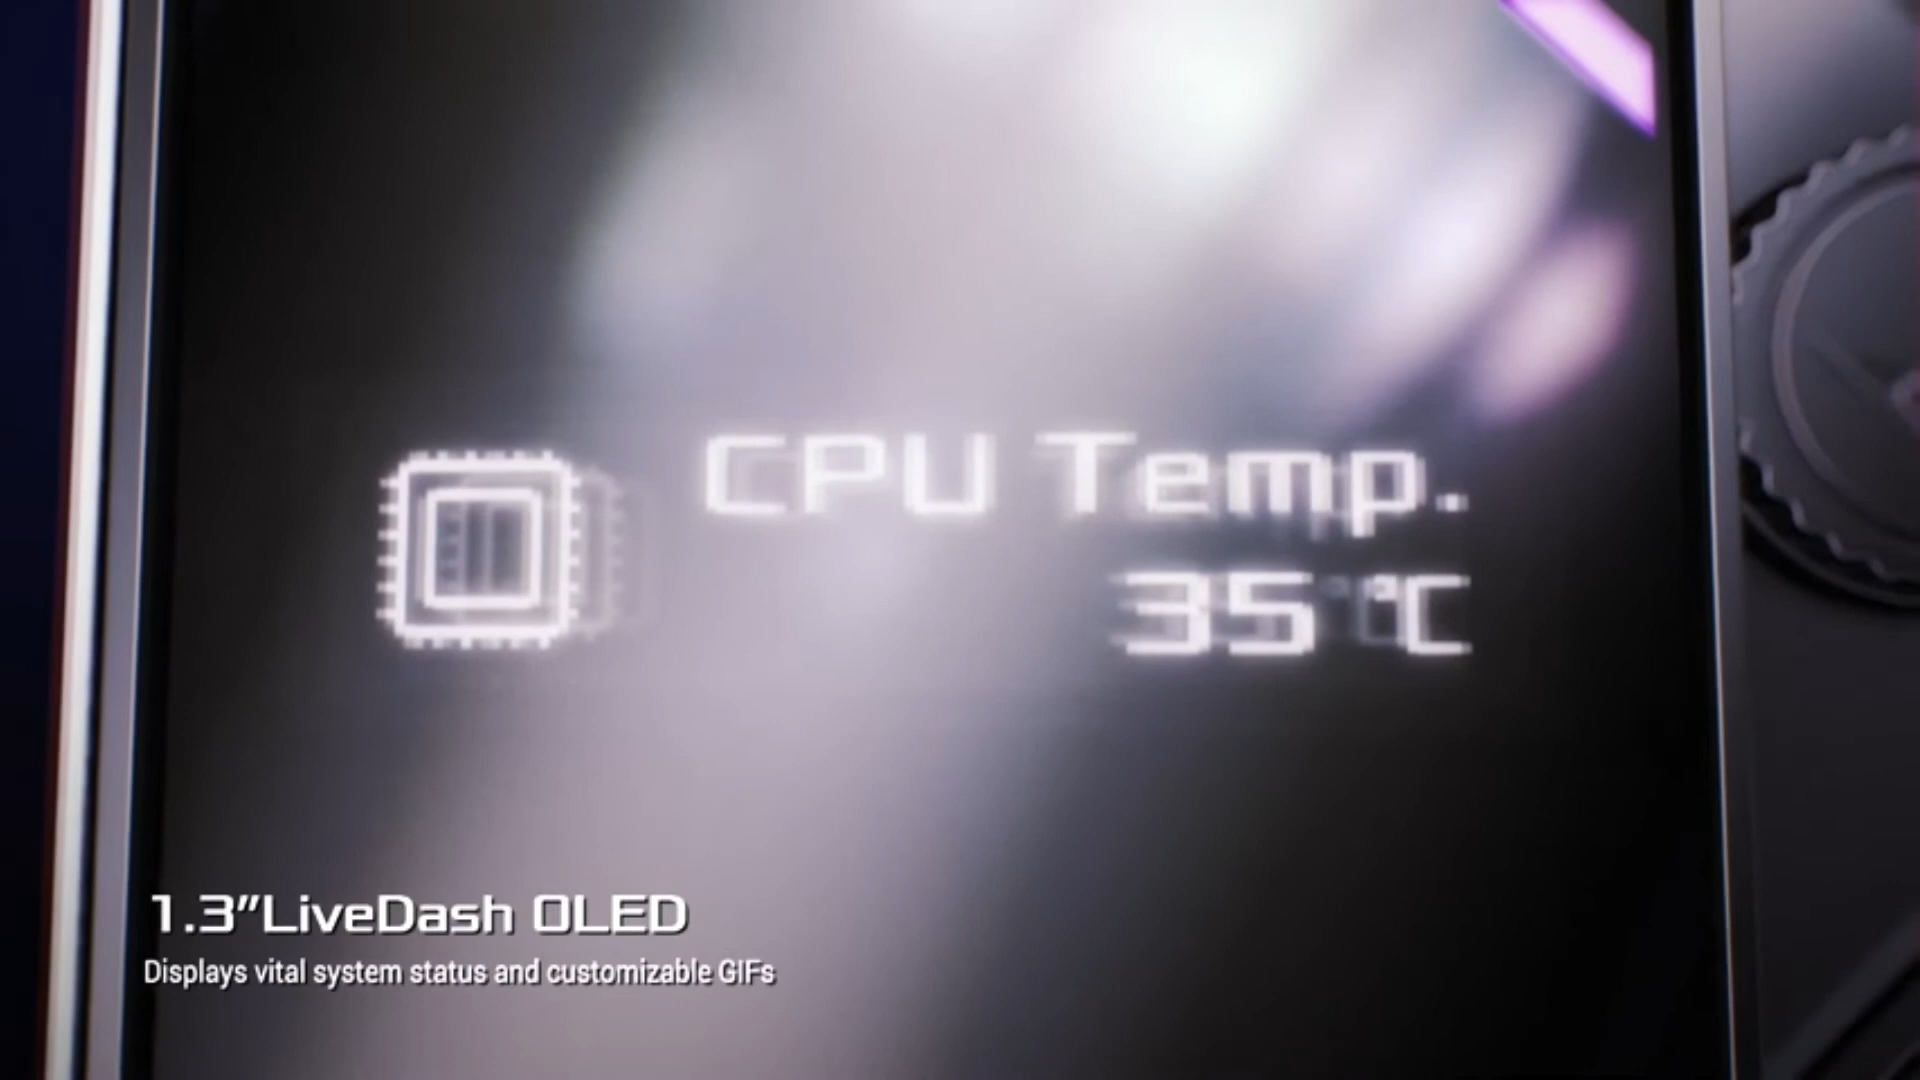 CPU Temp.
35 °C
1.3"LiveDash OLED
Displays vital system status and customizable GIFs